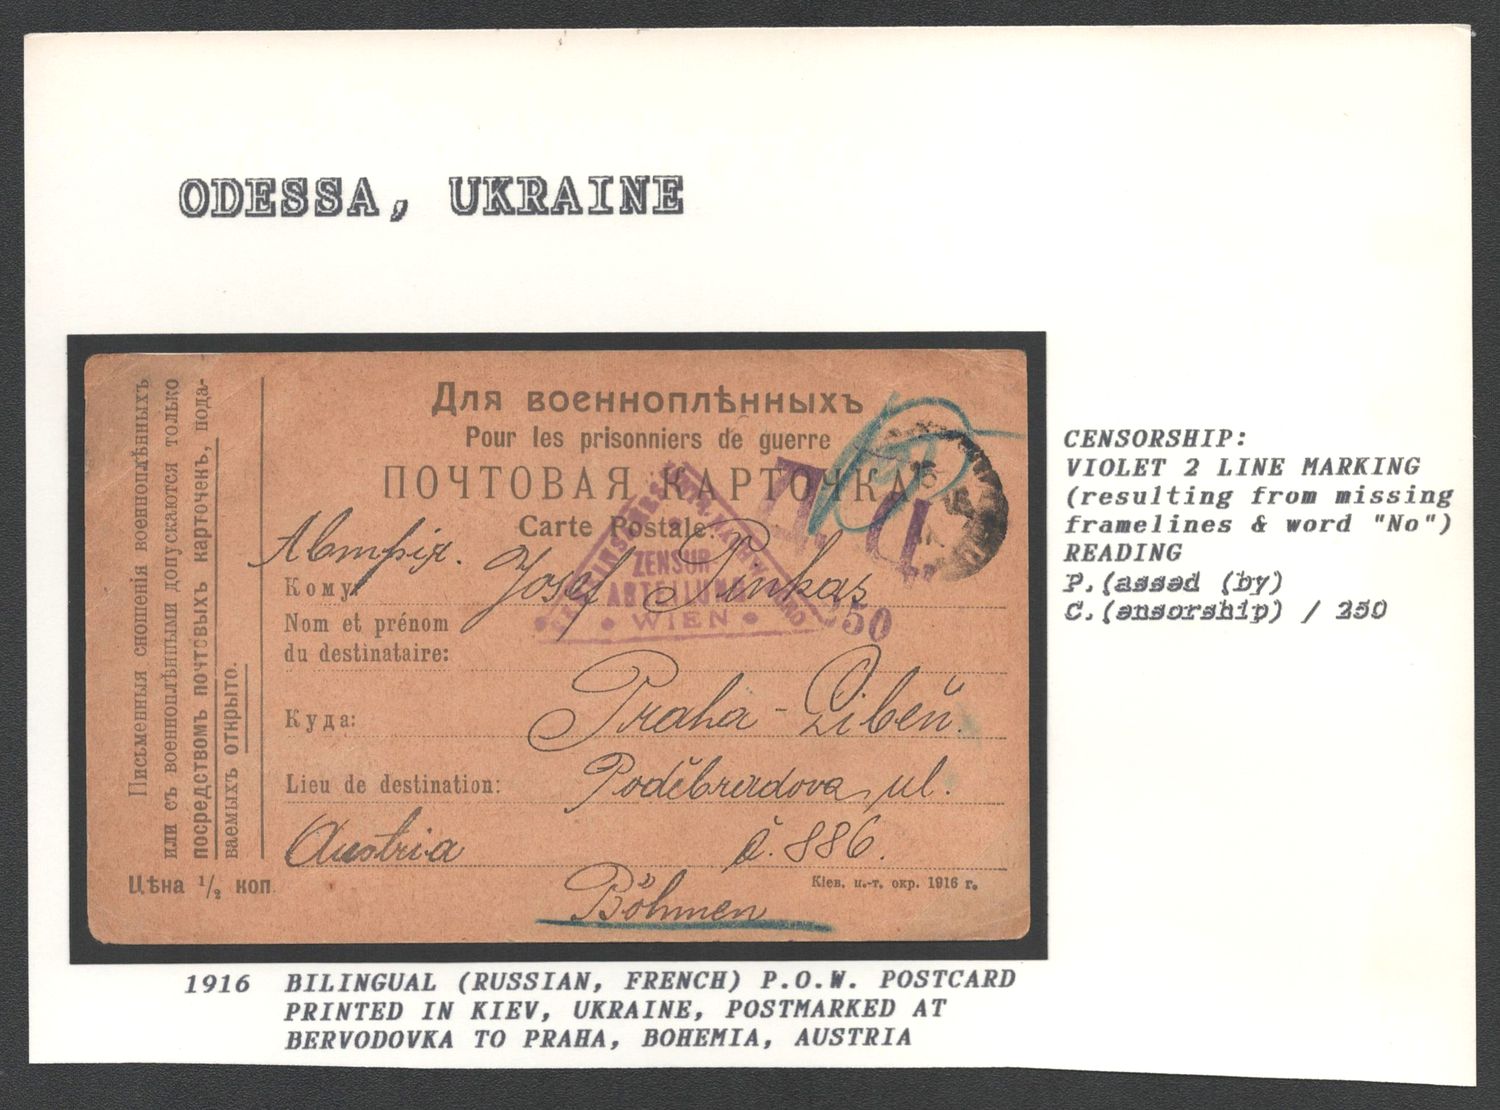 ODESSA, UKRAINE
Письменныя сношенія военноплѣнныхъ
или съ военноплѣнными допускаются только
посредствомъ почтовыхъ карточекъ, пода-
ваемыхъ открыто.
Цѣна 1/2 коп.
Для военноплѣнныхъ
Pour les prisonniers de guerre
ПОЧТОВАЯ КАРТОЧКА
Carte Postale:
П. Ц.
250
ZENSUR-
ABTEILUNG
WIEN
Австрія. Josef Pinkas
Кому
Nom et prénom
du destinataire:
Praha - Libeň.
Куда:
Lieu de destination: Poděbradova ul.
Austria č. 886.
Böhmen
Кіев. и.-т. окр. 1916 г.
CENSORSHIP:
VIOLET 2 LINE MARKING
(resulting from missing
framelines & word "No")
READING
P.(assed (by)
C.(ensorship) / 250
1916 BILINGUAL (RUSSIAN, FRENCH) P.O.W. POSTCARD
PRINTED IN KIEV, UKRAINE, POSTMARKED AT
BERVODOVKA TO PRAHA, BOHEMIA, AUSTRIA